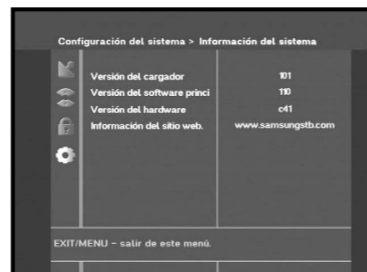 Configuración del sistema > Información del sistema
Versión del cargador 101
Versión del software princi 110
Versión del hardware c41
Información del sitio web. www.samsungstb.com
EXIT/MENU - salir de este menú.